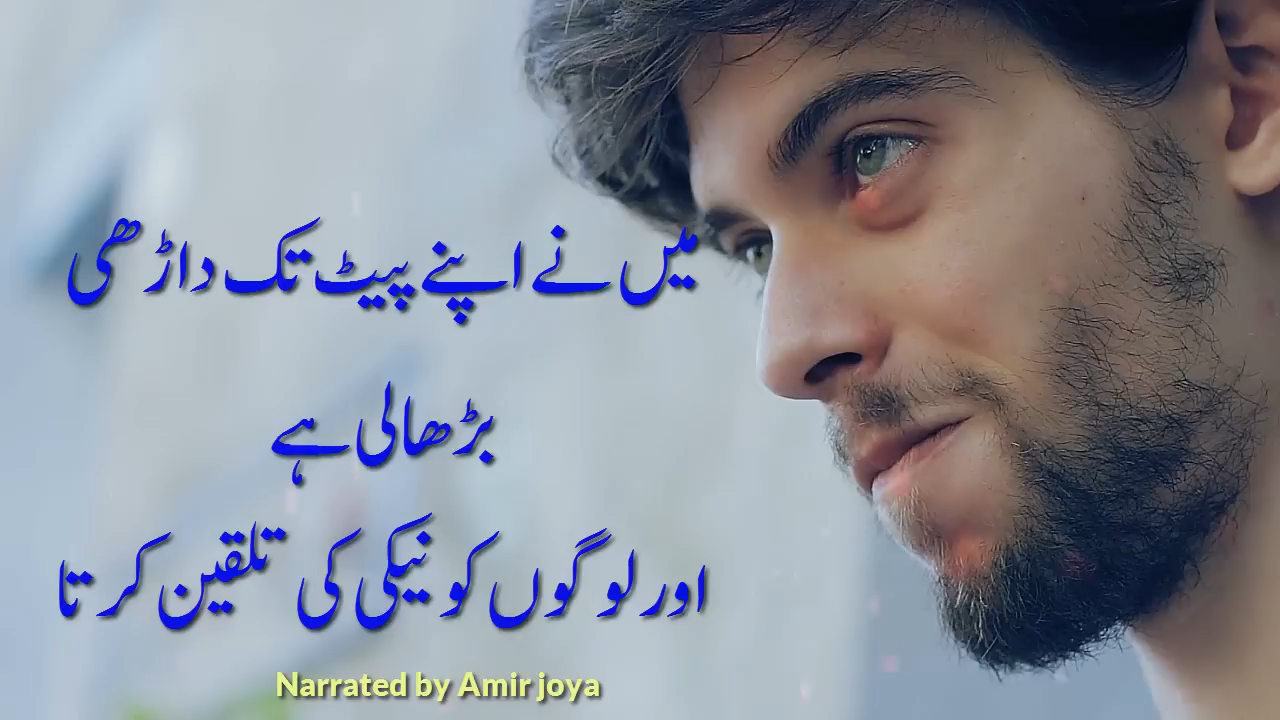 میں نے اپنے پیٹ تک داڑھی
بڑھالی ہے
اور لوگوں کو نیکی کی تلقین کرتا
Narrated by Amir joya